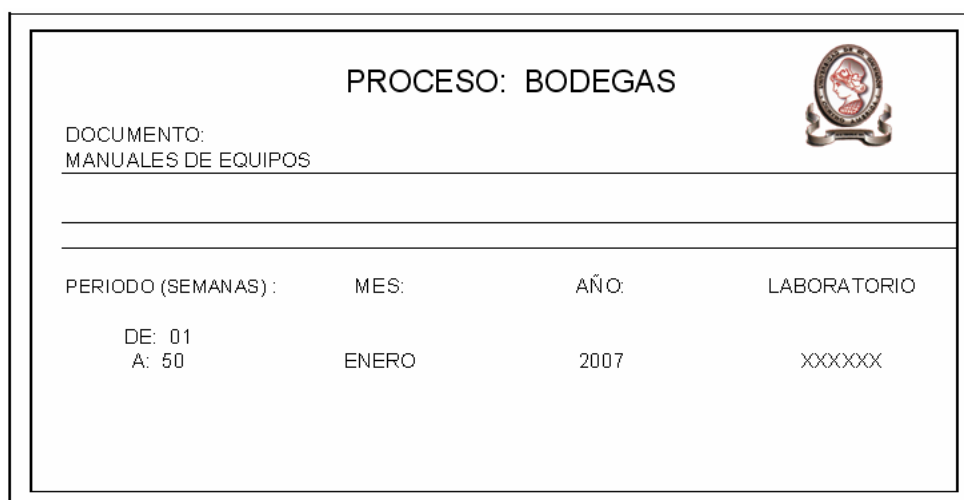 PROCESO: BODEGAS
DOCUMENTO:
MANUALES DE EQUIPOS
PERIODO (SEMANAS) : MES: AÑO: LABORATORIO
DE: 01
A: 50 ENERO 2007 XXXXXX